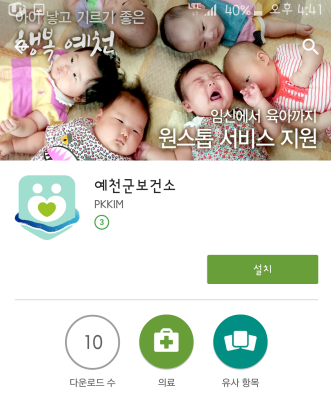 LTE 40% 오후 4:41
아이 낳고 기르기 좋은
행복 예천
임신에서 육아까지
원스톱 서비스 지원
예천군보건소
PKKIM
3
설치
10
다운로드 수
의료
유사 항목